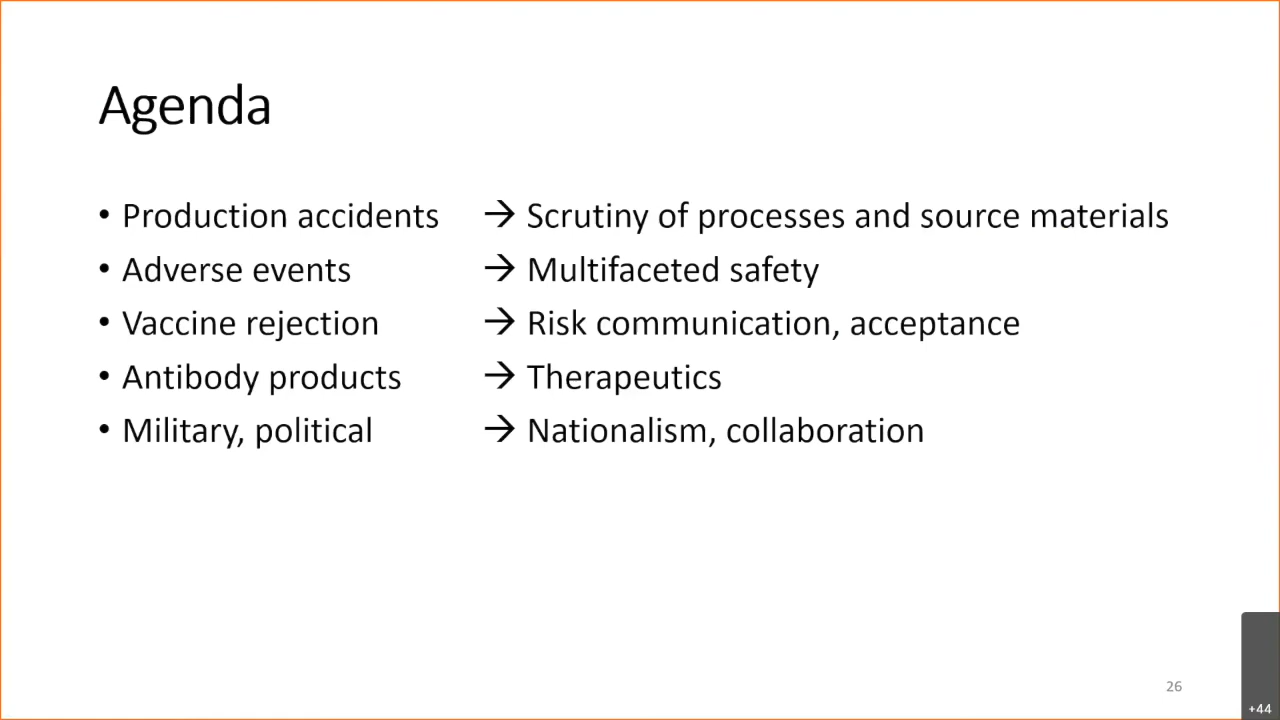 Agenda
• Production accidents → Scrutiny of processes and source materials
• Adverse events → Multifaceted safety
• Vaccine rejection → Risk communication, acceptance
• Antibody products → Therapeutics
• Military, political → Nationalism, collaboration
26
+44